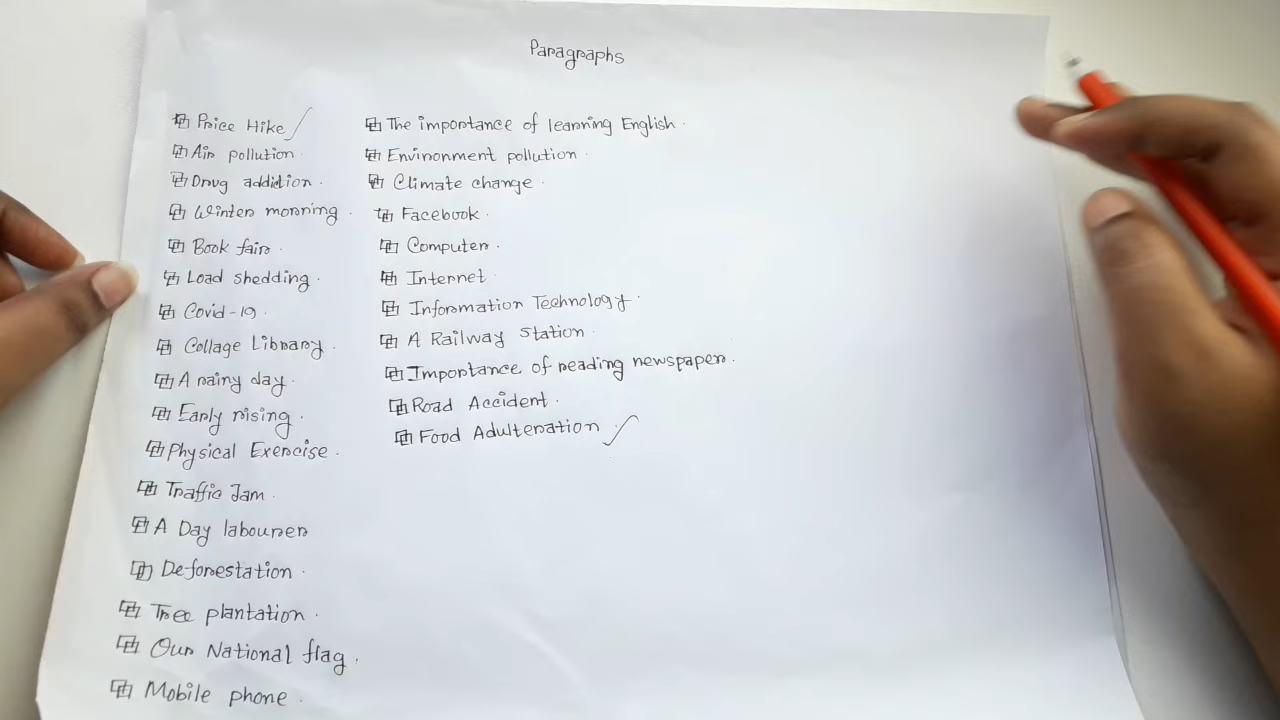 Paragraphs
Price Hike
Air pollution.
Drug addition.
Winter morning.
Book fair.
Load shedding.
Covid-19.
Collage Library.
A rainy day.
Early rising.
Physical Exercise.
Traffic Jam.
A Day labourer
Deforestation.
Tree plantation.
Our National flag.
Mobile phone.
The importance of learning English.
Environment pollution.
Climate change.
Facebook.
Computer.
Internet.
Information Technology.
A Railway Station.
Importance of reading newspaper.
Road Accident.
Food Adulteration.